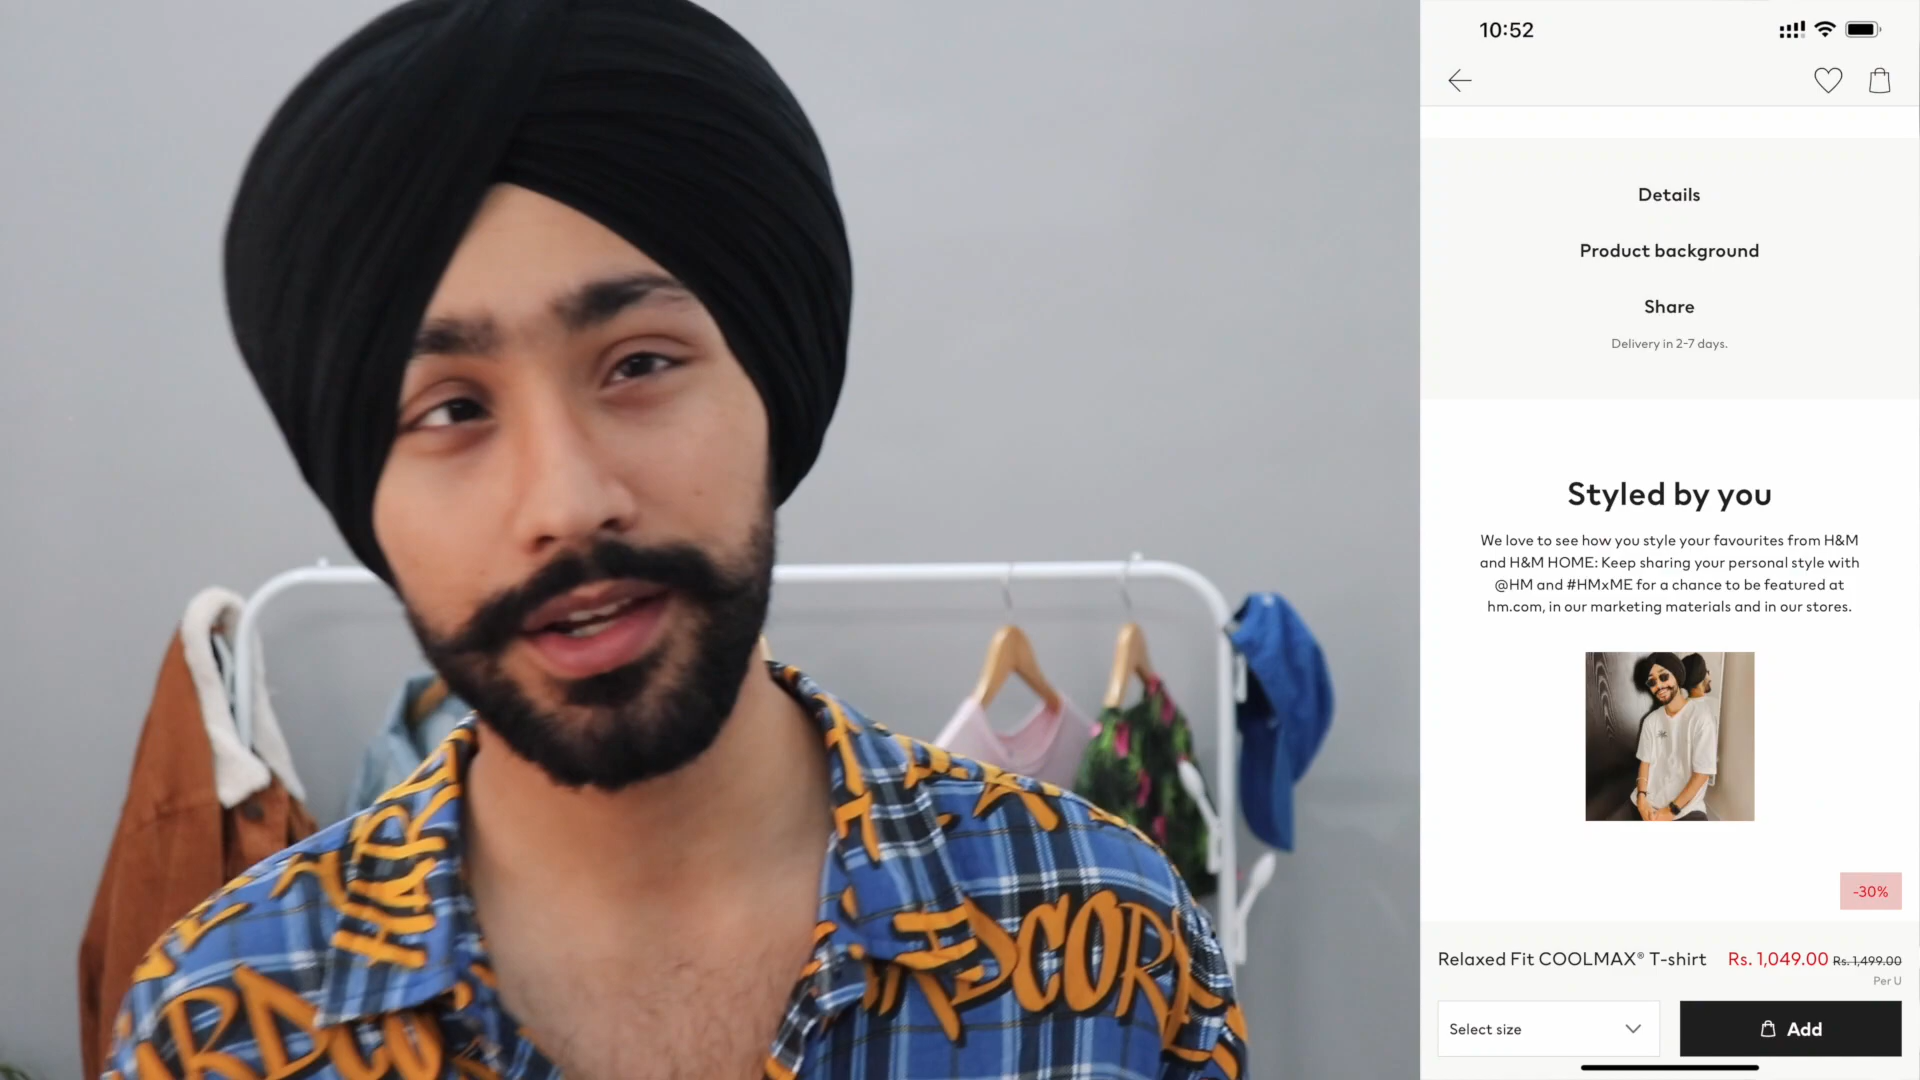 10:52
Details
Product background
Share
Delivery in 2-7 days.
Styled by you
We love to see how you style your favourites from H&M
and H&M HOME: Keep sharing your personal style with
@HM and #HMxME for a chance to be featured at
hm.com, in our marketing materials and in our stores.
-30%
Relaxed Fit COOLMAX® T-shirt Rs. 1,049.00 Rs. 1,499.00
Per U
Select size
Add
HARD
HARDCORE